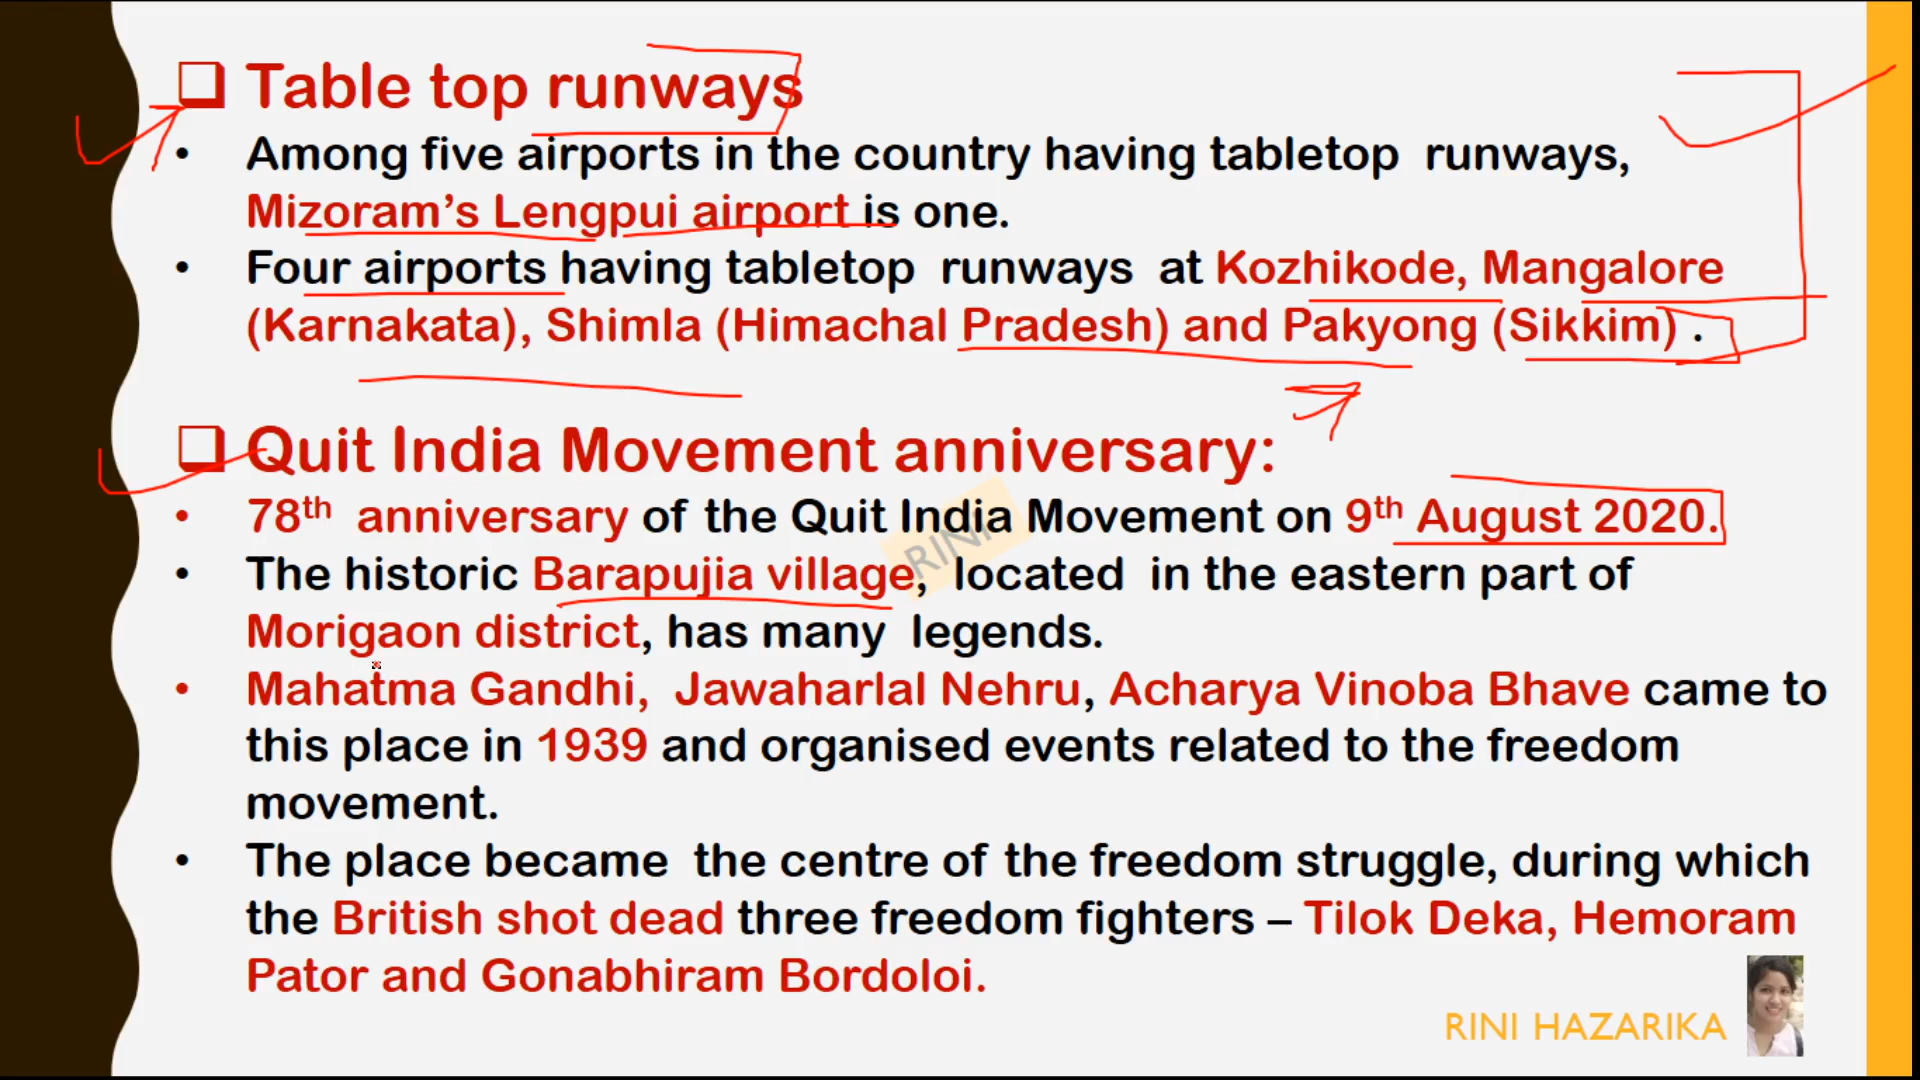 Table top runways
• Among five airports in the country having tabletop runways,
Mizoram’s Lengpui airport is one.
• Four airports having tabletop runways at Kozhikode, Mangalore
(Karnakata), Shimla (Himachal Pradesh) and Pakyong (Sikkim) .
Quit India Movement anniversary:
• 78th anniversary of the Quit India Movement on 9th August 2020.
• The historic Barapujia village, located in the eastern part of
Morigaon district, has many legends.
• Mahatma Gandhi, Jawaharlal Nehru, Acharya Vinoba Bhave came to
this place in 1939 and organised events related to the freedom
movement.
• The place became the centre of the freedom struggle, during which
the British shot dead three freedom fighters – Tilok Deka, Hemoram
Pator and Gonabhiram Bordoloi.
RINI
RINI HAZARIKA